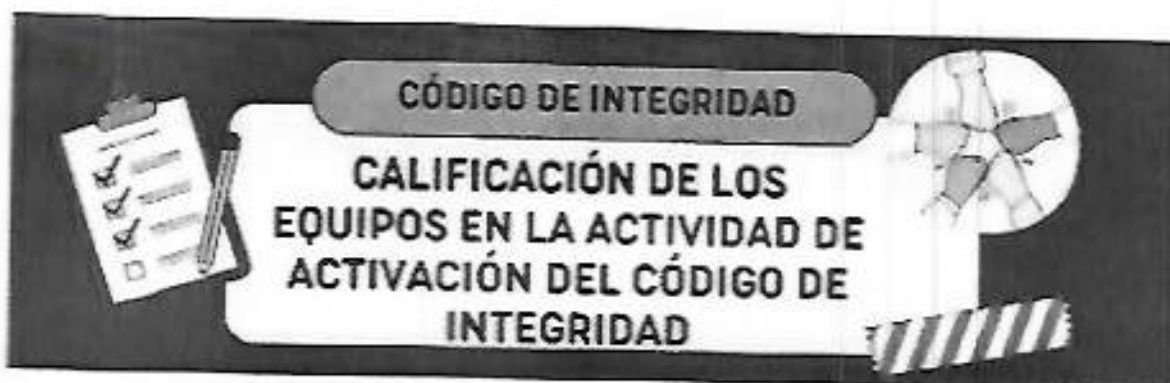 CÓDIGO DE INTEGRIDAD
CALIFICACIÓN DE LOS
EQUIPOS EN LA ACTIVIDAD DE
ACTIVACIÓN DEL CÓDIGO DE
INTEGRIDAD